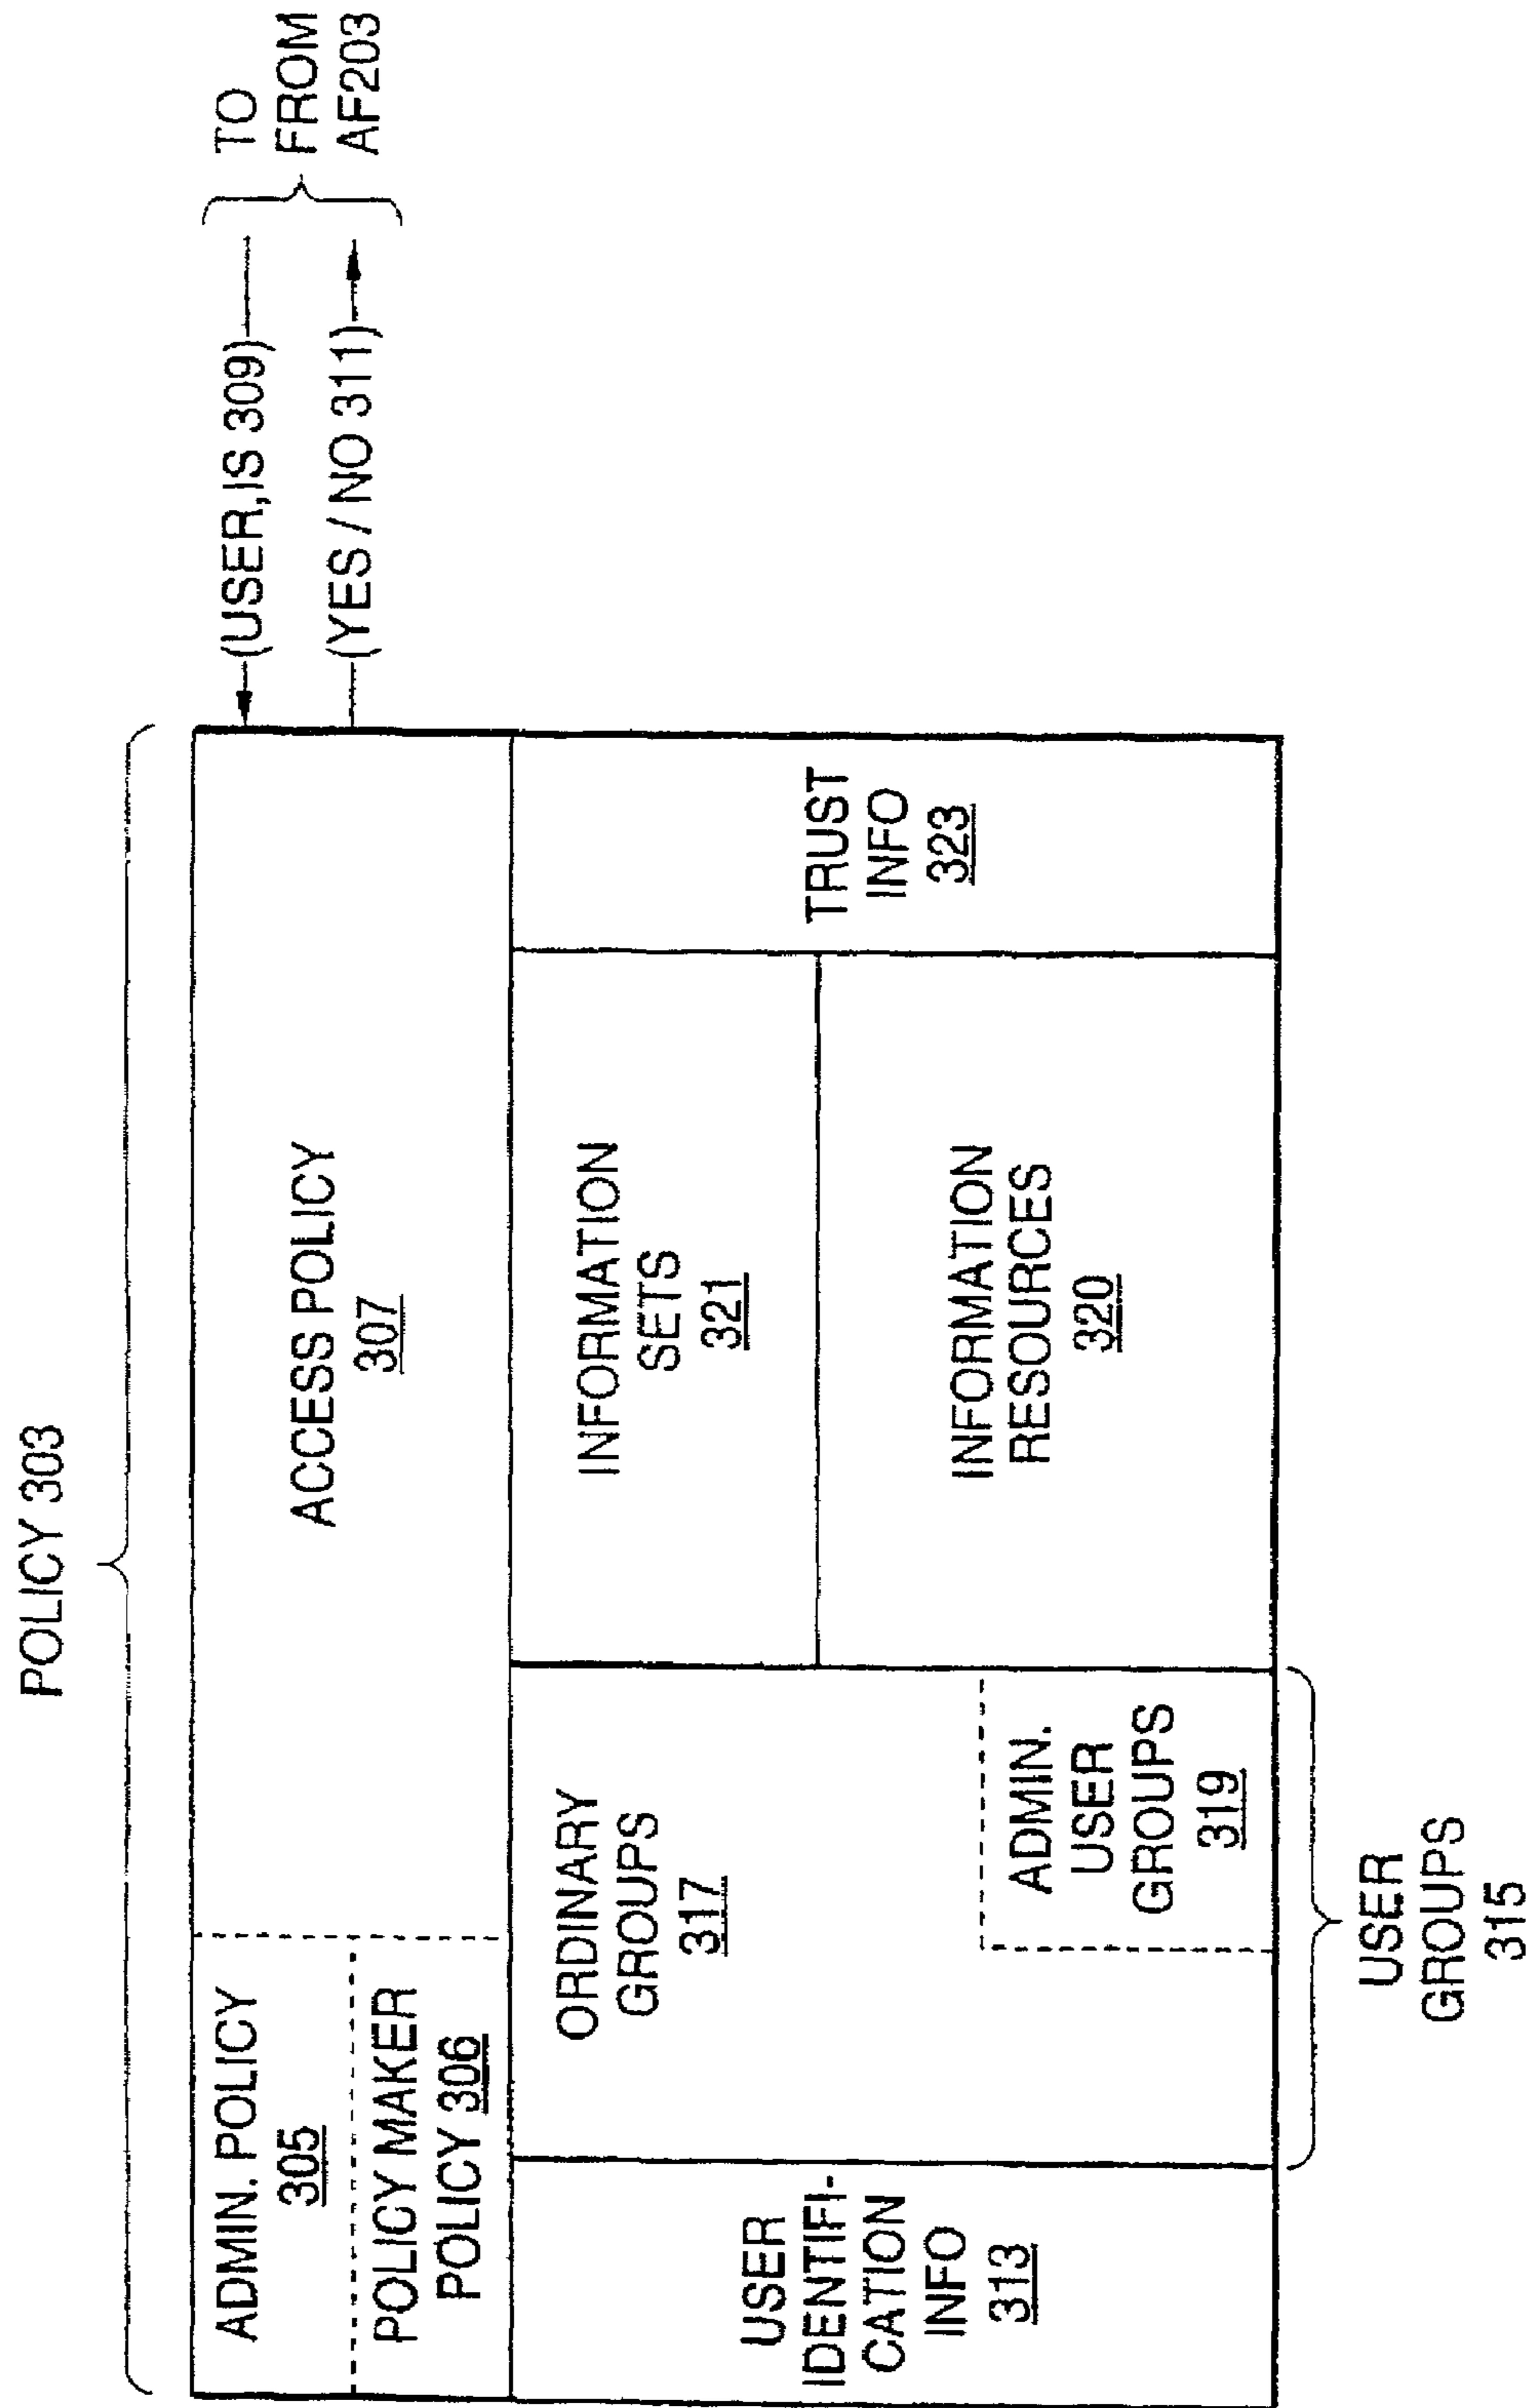 POLICY 303
ADMIN. POLICY
305
POLICY MAKER
POLICY 306
ACCESS POLICY
307
(USER,IS 309)
(YES / NO 311)
TO
FROM
AF203
USER
IDENTIFI-
CATION
INFO
313
ORDINARY
GROUPS
317
ADMIN.
USER
GROUPS
319
INFORMATION
SETS
321
INFORMATION
RESOURCES
320
TRUST
INFO
323
USER
GROUPS
315